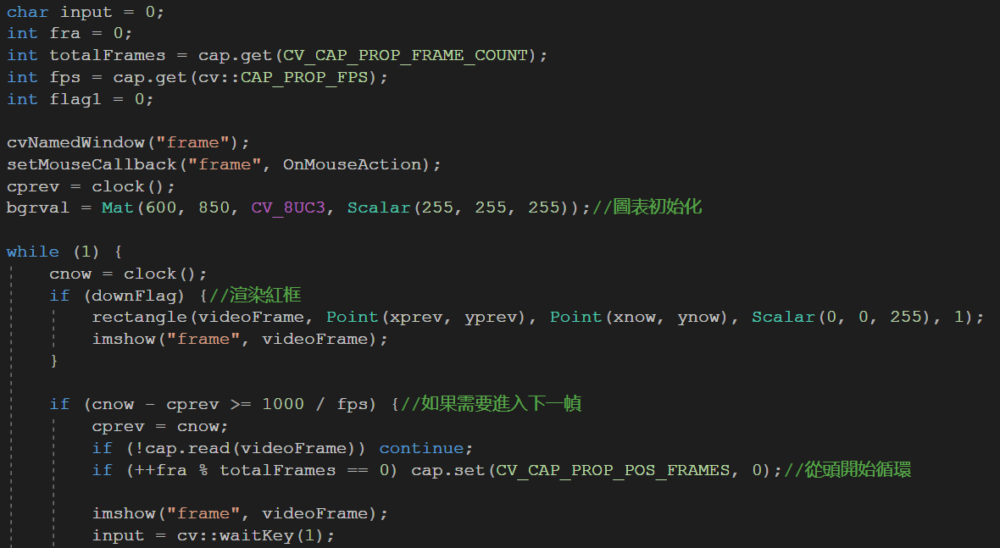 char input = 0;
int fra = 0;
int totalFrames = cap.get(CV_CAP_PROP_FRAME_COUNT);
int fps = cap.get(cv::CAP_PROP_FPS);
int flag1 = 0;
cvNamedWindow("frame");
setMouseCallback("frame", OnMouseAction);
cprev = clock();
bgrval = Mat(600, 850, CV_8UC3, Scalar(255, 255, 255));//圖表初始化
while (1) {
cnow = clock();
if (downFlag) {//渲染紅框
rectangle(videoFrame, Point(xprev, yprev), Point(xnow, ynow), Scalar(0, 0, 255), 1);
imshow("frame", videoFrame);
}
if (cnow - cprev >= 1000 / fps) {//如果需要進入下一幀
cprev = cnow;
if (!cap.read(videoFrame)) continue;
if (++fra % totalFrames == 0) cap.set(CV_CAP_PROP_POS_FRAMES, 0);//從頭開始循環
imshow("frame", videoFrame);
input = cv::waitKey(1);